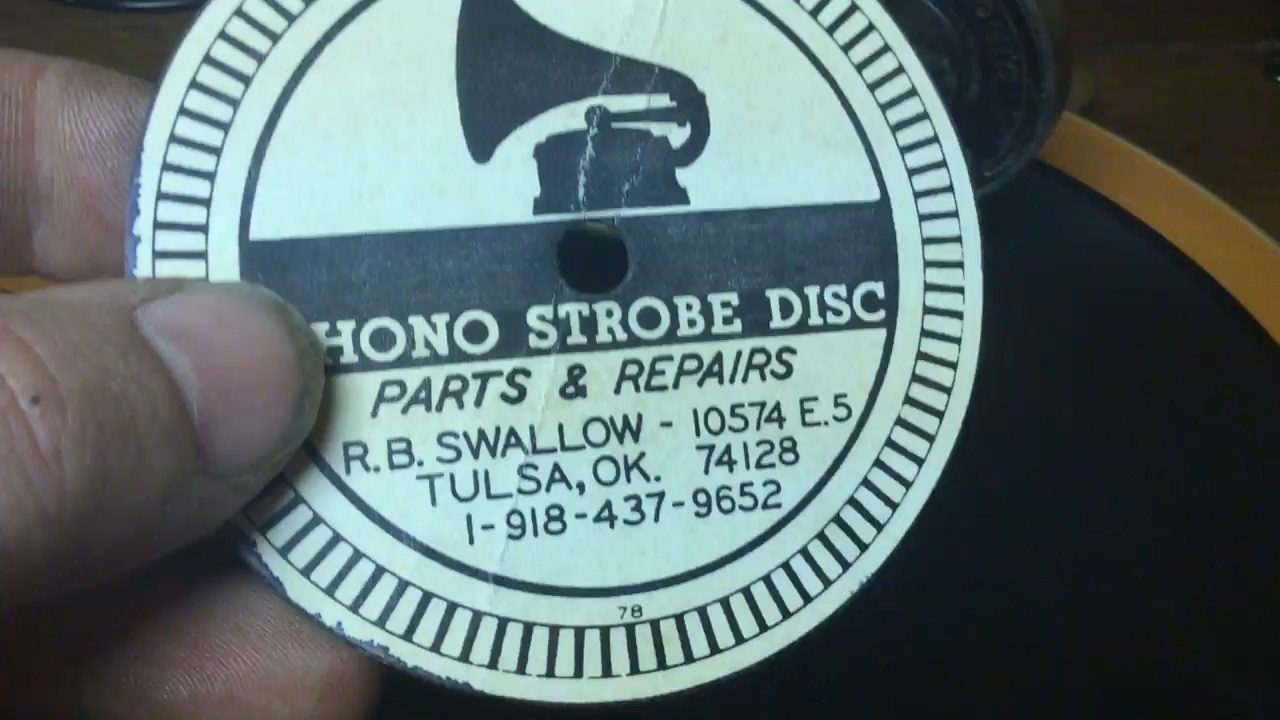 HONO STROBE DISC
PARTS & REPAIRS
R.B. SWALLOW - 10574 E.5
TULSA, OK. 74128
1-918-437-9652
78